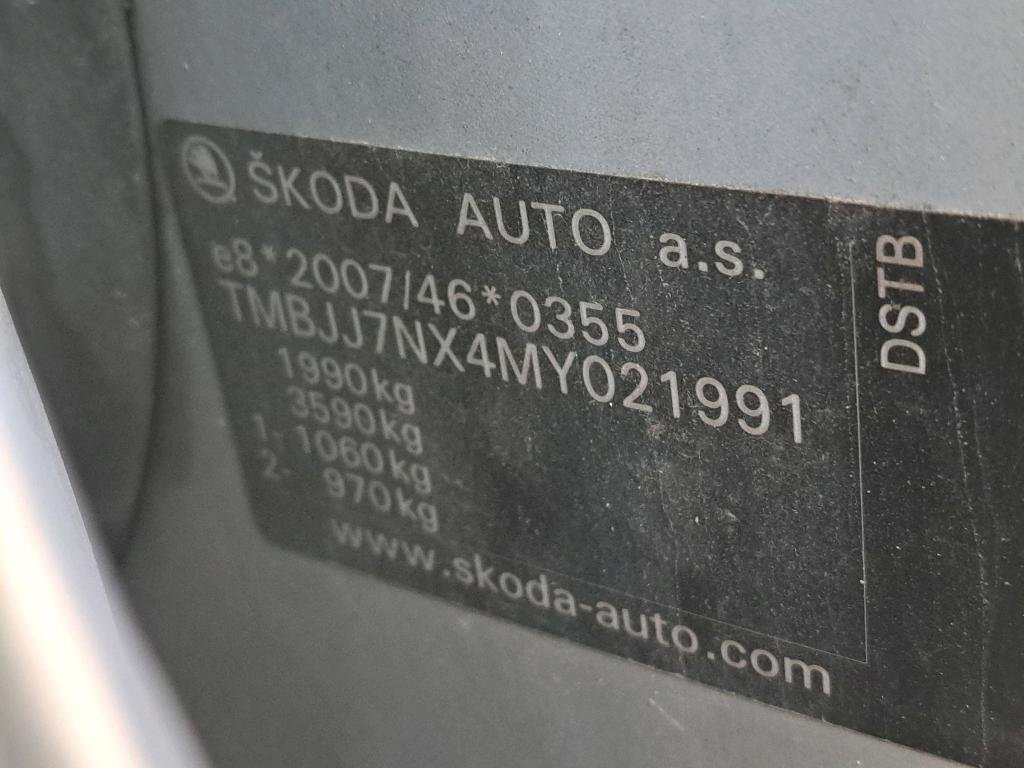 ŠKODA AUTO a.s.
e8*2007/46*0355
TMBJJ7NX4MY021991
1990kg
3590kg
1- 1060kg
2- 970kg
www.skoda-auto.com
DSTB